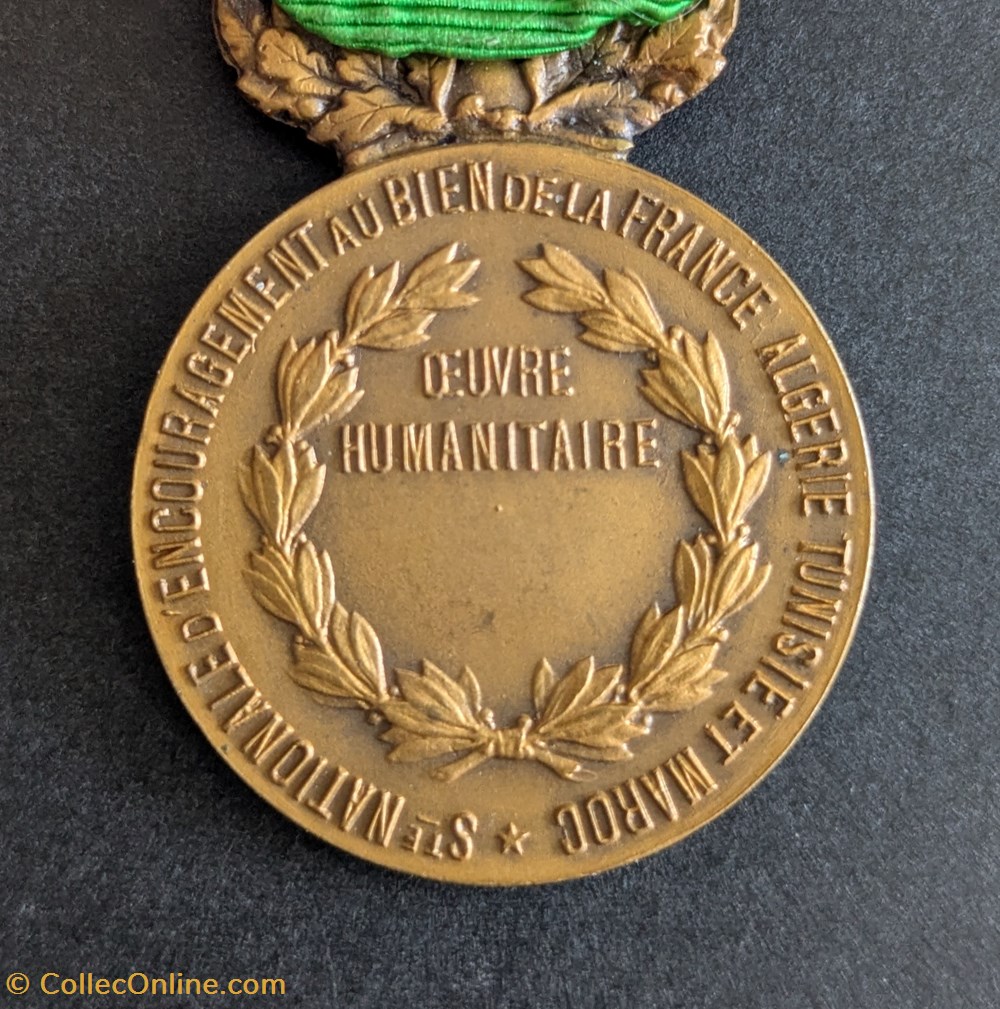 STE NATIONALE D'ENCOURAGEMENT AU BIEN DE LA FRANCE ALGERIE TUNISIE ET MAROC ★
ŒUVRE
HUMANITAIRE
© CollecOnline.com